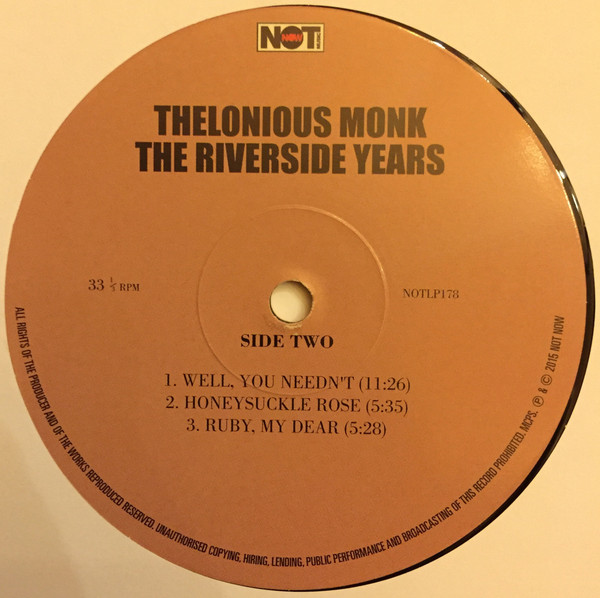 NOT NOW
THELONIOUS MONK
THE RIVERSIDE YEARS
33 ⅓ RPM
NOTLP178
SIDE TWO
1. WELL, YOU NEEDN'T (11:26)
2. HONEYSUCKLE ROSE (5:35)
3. RUBY, MY DEAR (5:28)
ALL RIGHTS OF THE PRODUCER AND OF THE WORKS REPRODUCED RESERVED. UNAUTHORISED COPYING, HIRING, LENDING, PUBLIC PERFORMANCE AND BROADCASTING OF THIS RECORD PROHIBITED. MCPS. ℗ & © 2015 NOT NOW